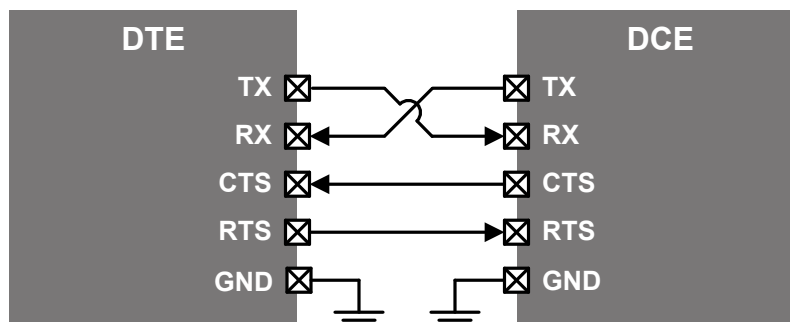 DTE DCE
TX TX
RX RX
CTS CTS
RTS RTS
GND GND